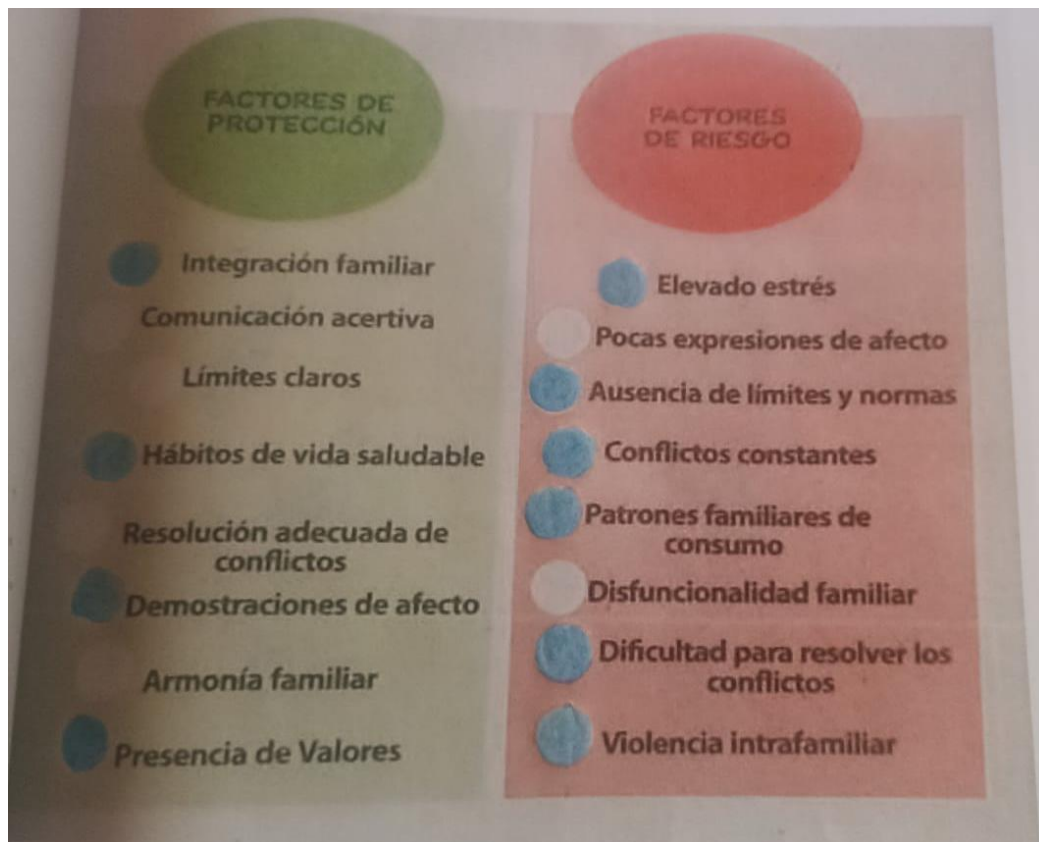 FACTORES DE
PROTECCIÓN
Integración familiar
Comunicación acertiva
Límites claros
Hábitos de vida saludable
Resolución adecuada de
conflictos
Demostraciones de afecto
Armonía familiar
Presencia de Valores
FACTORES
DE RIESGO
Elevado estrés
Pocas expresiones de afecto
Ausencia de límites y normas
Conflictos constantes
Patrones familiares de
consumo
Disfuncionalidad familiar
Dificultad para resolver los
conflictos
Violencia intrafamiliar